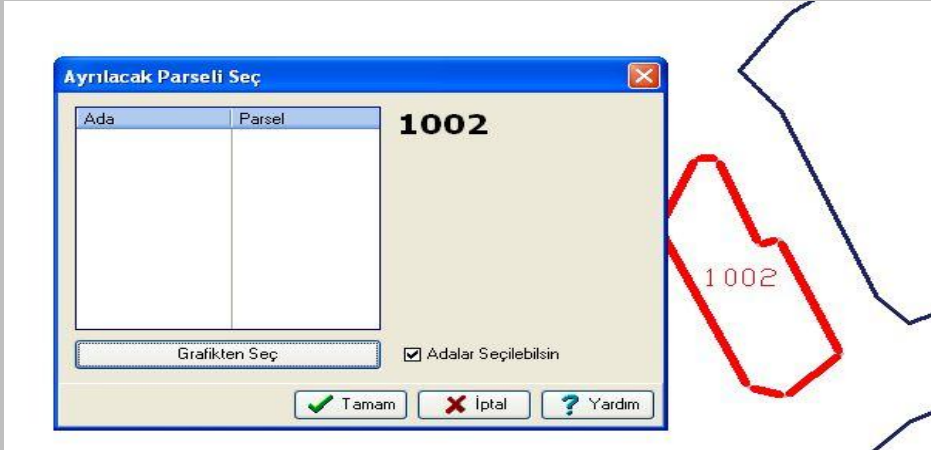 Ayrılacak Parseli Seç
Ada Parsel
1002
1002
Grafikten Seç
Adalar Seçilebilsin
Tamam İptal Yardım